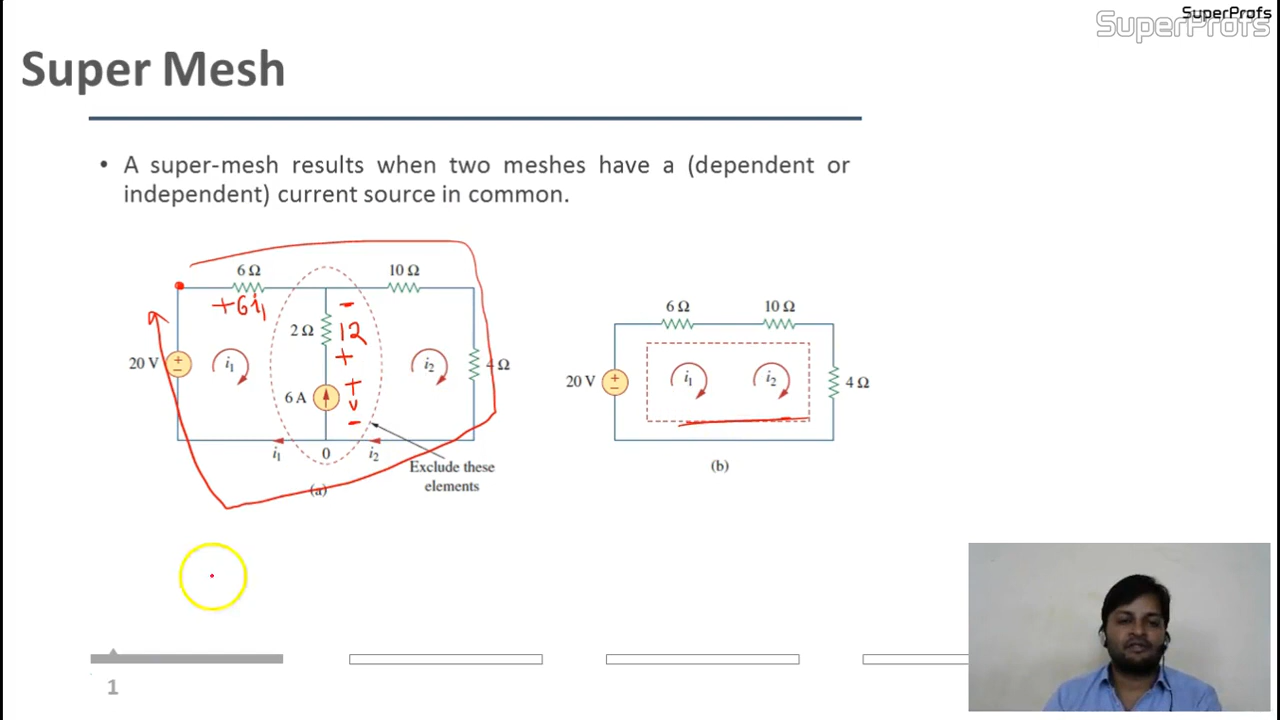 SuperProfs
SuperProfs
Super Mesh
• A super-mesh results when two meshes have a (dependent or
independent) current source in common.
6 Ω
10 Ω
+6i₁
−
2 Ω
12
+
20 V
+
−
i₁
i₂
4 Ω
6 A
+
v
−
i₁
0
i₂
Exclude these
elements
(a)
6 Ω
10 Ω
20 V
+
−
i₁
i₂
4 Ω
(b)
1